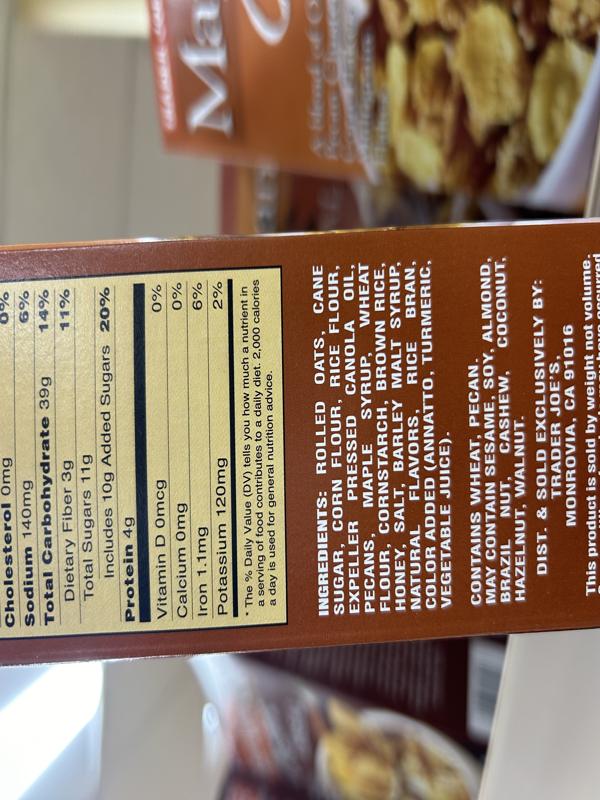 Ma
Cholesterol 0mg 0%
Sodium 140mg 6%
Total Carbohydrate 39g 14%
Dietary Fiber 3g 11%
Total Sugars 11g
Includes 10g Added Sugars 20%
Protein 4g
Vitamin D 0mcg 0%
Calcium 0mg 0%
Iron 1.1mg 6%
Potassium 120mg 2%
* The % Daily Value (DV) tells you how much a nutrient in
a serving of food contributes to a daily diet. 2,000 calories
a day is used for general nutrition advice.
INGREDIENTS: ROLLED OATS, CANE
SUGAR, CORN FLOUR, RICE FLOUR,
EXPELLER PRESSED CANOLA OIL,
PECANS, MAPLE SYRUP, WHEAT
FLOUR, CORNSTARCH, BROWN RICE,
HONEY, SALT, BARLEY MALT SYRUP,
NATURAL FLAVORS, RICE BRAN,
COLOR ADDED (ANNATTO, TURMERIC,
VEGETABLE JUICE).
CONTAINS WHEAT, PECAN.
MAY CONTAIN SESAME, SOY, ALMOND,
BRAZIL NUT, CASHEW, COCONUT,
HAZELNUT, WALNUT.
DIST. & SOLD EXCLUSIVELY BY:
TRADER JOE'S,
MONROVIA, CA 91016
This product is sold by weight not volume.